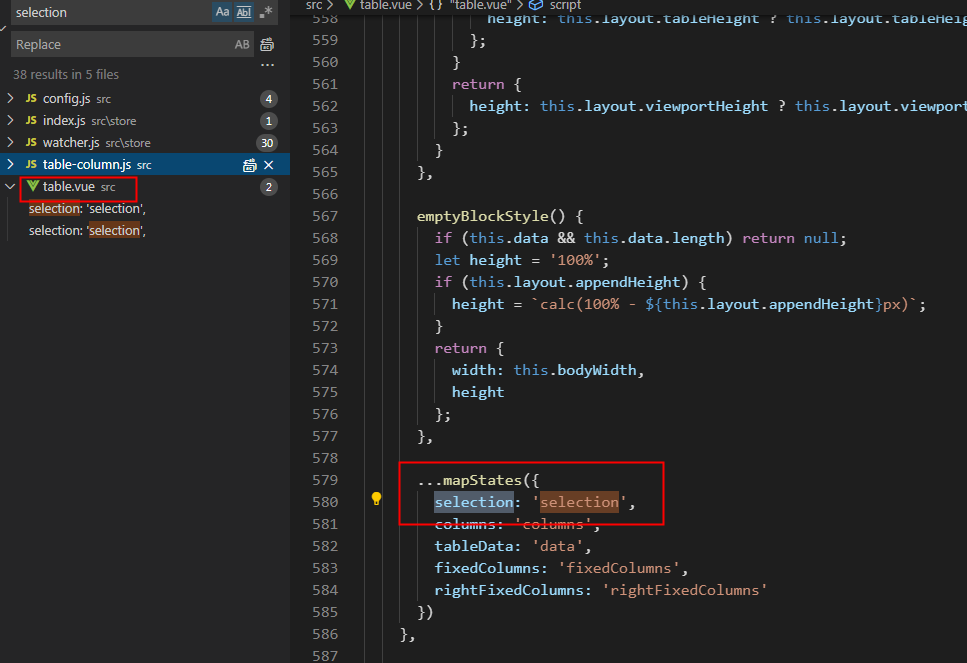 selection Aa Abl .*
Replace AB
38 results in 5 files ...
JS config.js src 4
JS index.js src\store 1
JS watcher.js src\store 30
JS table-column.js src
table.vue src 2
selection: 'selection',
selection: 'selection',
src > table.vue > {} "table.vue" > script
558 height: this.layout.tableHeight ? this.layout.tableHeig
559 };
560 }
561 return {
562 height: this.layout.viewportHeight ? this.layout.viewport
563 };
564 }
565 },
566
567 emptyBlockStyle() {
568 if (this.data && this.data.length) return null;
569 let height = '100%';
570 if (this.layout.appendHeight) {
571 height = `calc(100% - ${this.layout.appendHeight}px)`;
572 }
573 return {
574 width: this.bodyWidth,
575 height
576 };
577 },
578
579 ...mapStates({
580 selection: 'selection',
581 columns: 'columns',
582 tableData: 'data',
583 fixedColumns: 'fixedColumns',
584 rightFixedColumns: 'rightFixedColumns'
585 })
586 },
587